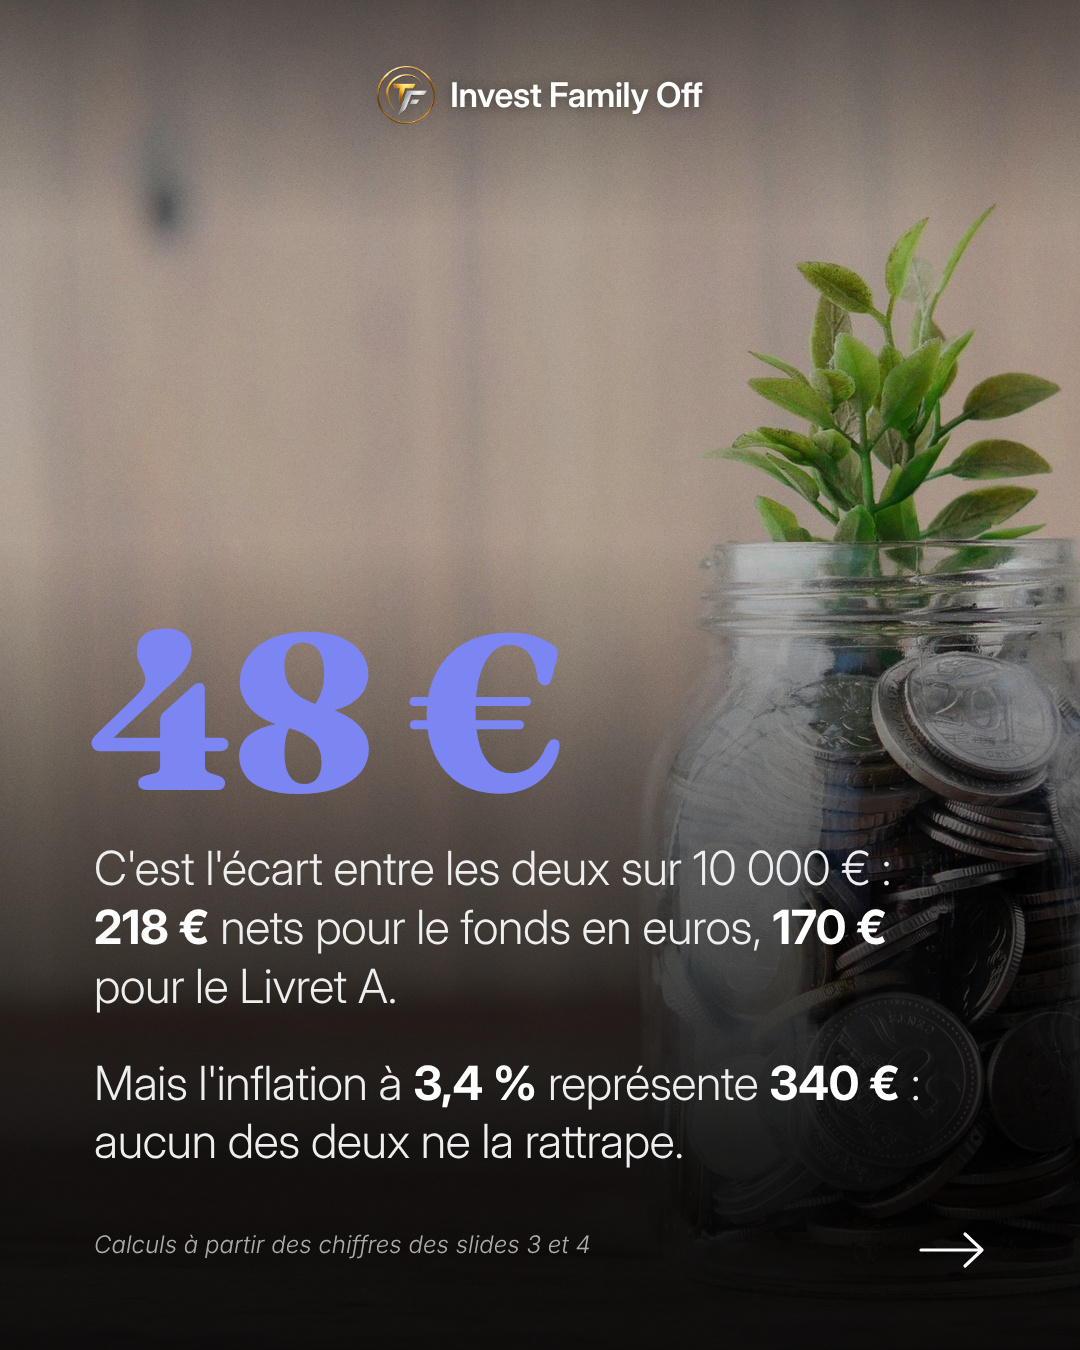 Invest Family Off
48 €
C'est l'écart entre les deux sur 10 000 € :
218 € nets pour le fonds en euros, 170 €
pour le Livret A.
Mais l'inflation à 3,4 % représente 340 € :
aucun des deux ne la rattrape.
Calculs à partir des chiffres des slides 3 et 4